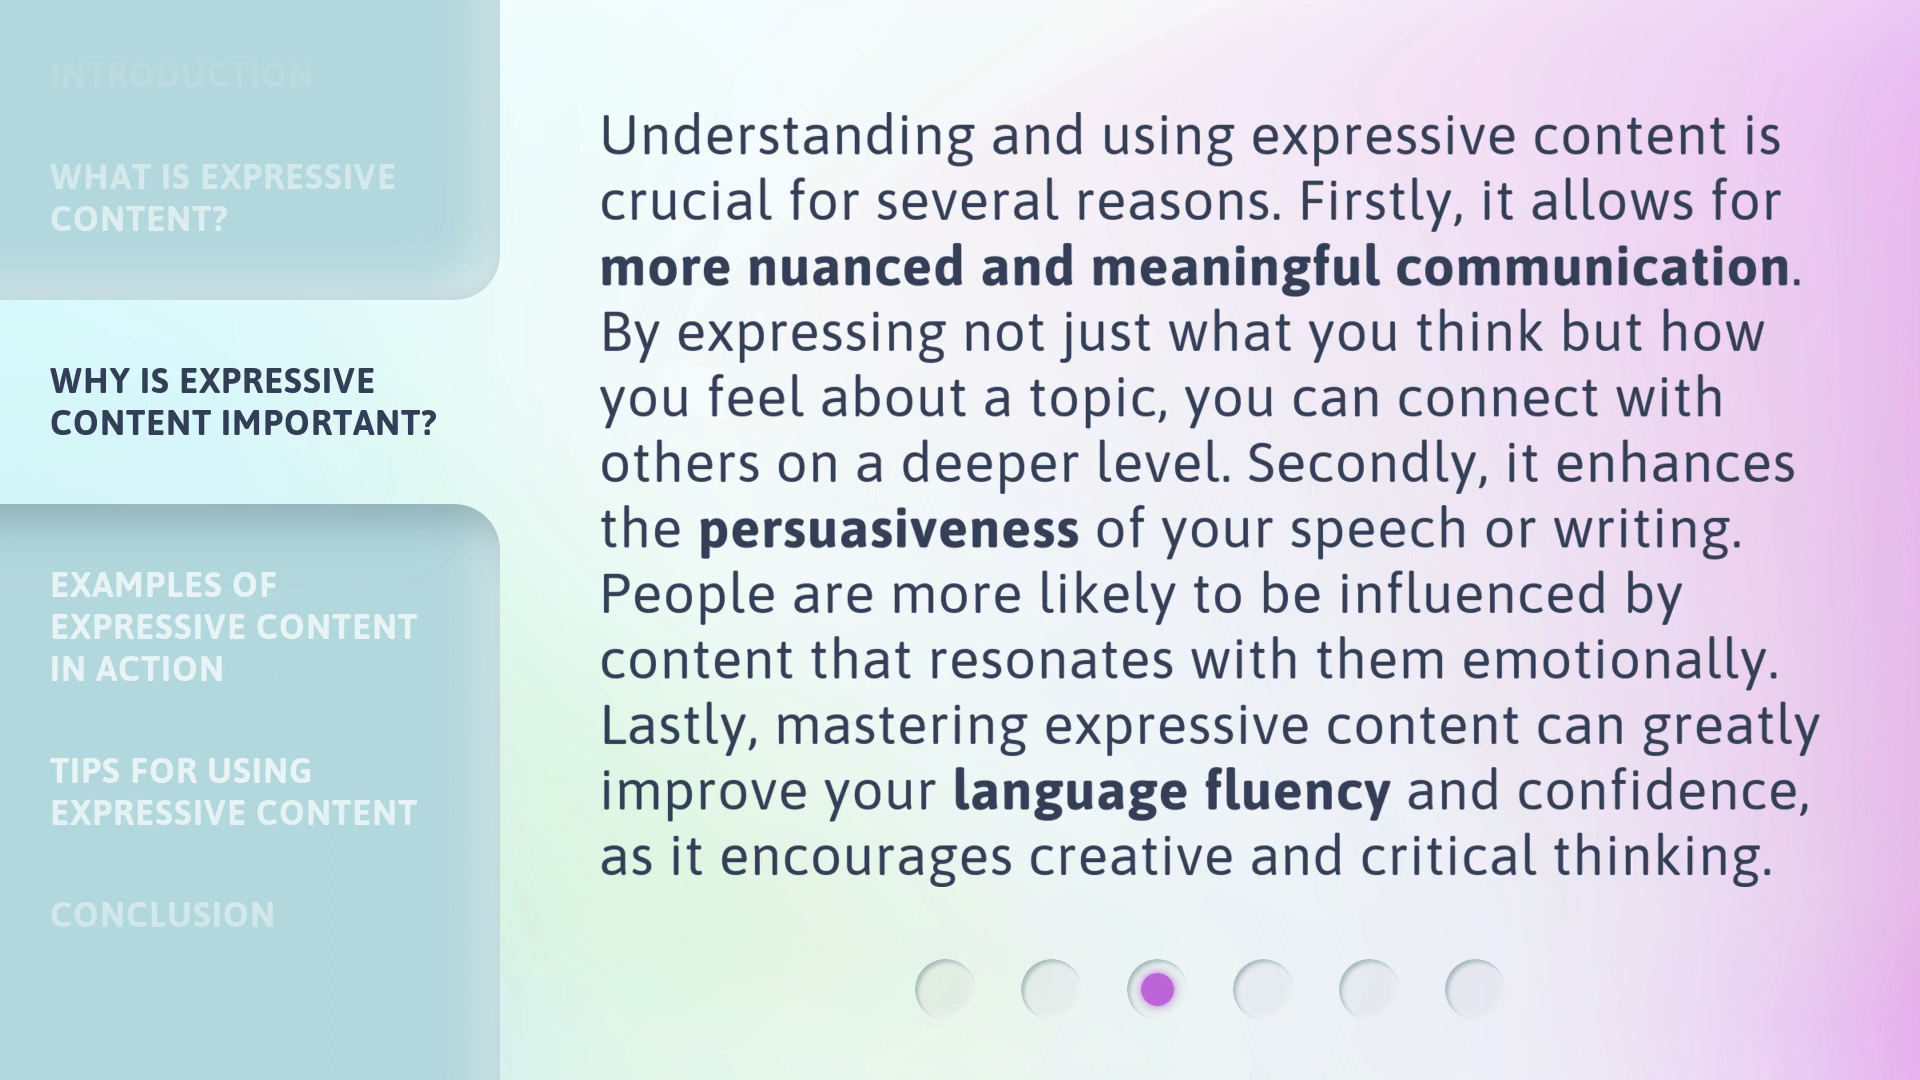 INTRODUCTION
WHAT IS EXPRESSIVE
CONTENT?
WHY IS EXPRESSIVE
CONTENT IMPORTANT?
EXAMPLES OF
EXPRESSIVE CONTENT
IN ACTION
TIPS FOR USING
EXPRESSIVE CONTENT
CONCLUSION
Understanding and using expressive content is
crucial for several reasons. Firstly, it allows for
more nuanced and meaningful communication.
By expressing not just what you think but how
you feel about a topic, you can connect with
others on a deeper level. Secondly, it enhances
the persuasiveness of your speech or writing.
People are more likely to be influenced by
content that resonates with them emotionally.
Lastly, mastering expressive content can greatly
improve your language fluency and confidence,
as it encourages creative and critical thinking.